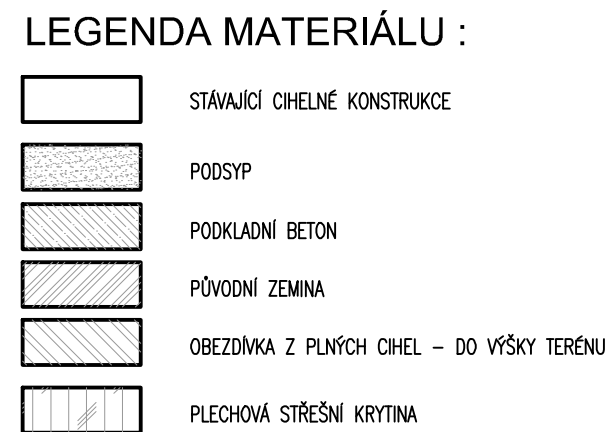 LEGENDA MATERIÁLU :
STÁVAJÍCÍ CIHELNÉ KONSTRUKCE
PODSYP
PODKLADNÍ BETON
PŮVODNÍ ZEMINA
OBEZDÍVKA Z PLNÝCH CIHEL – DO VÝŠKY TERÉNU
PLECHOVÁ STŘEŠNÍ KRYTINA